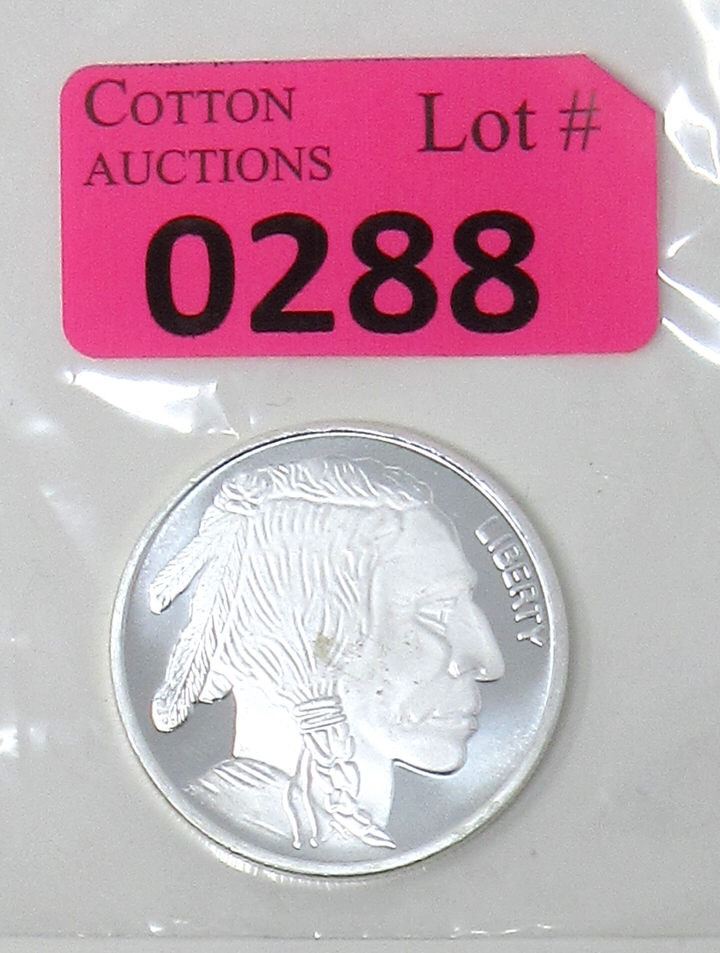 COTTON
AUCTIONS
Lot #
0288
LIBERTY